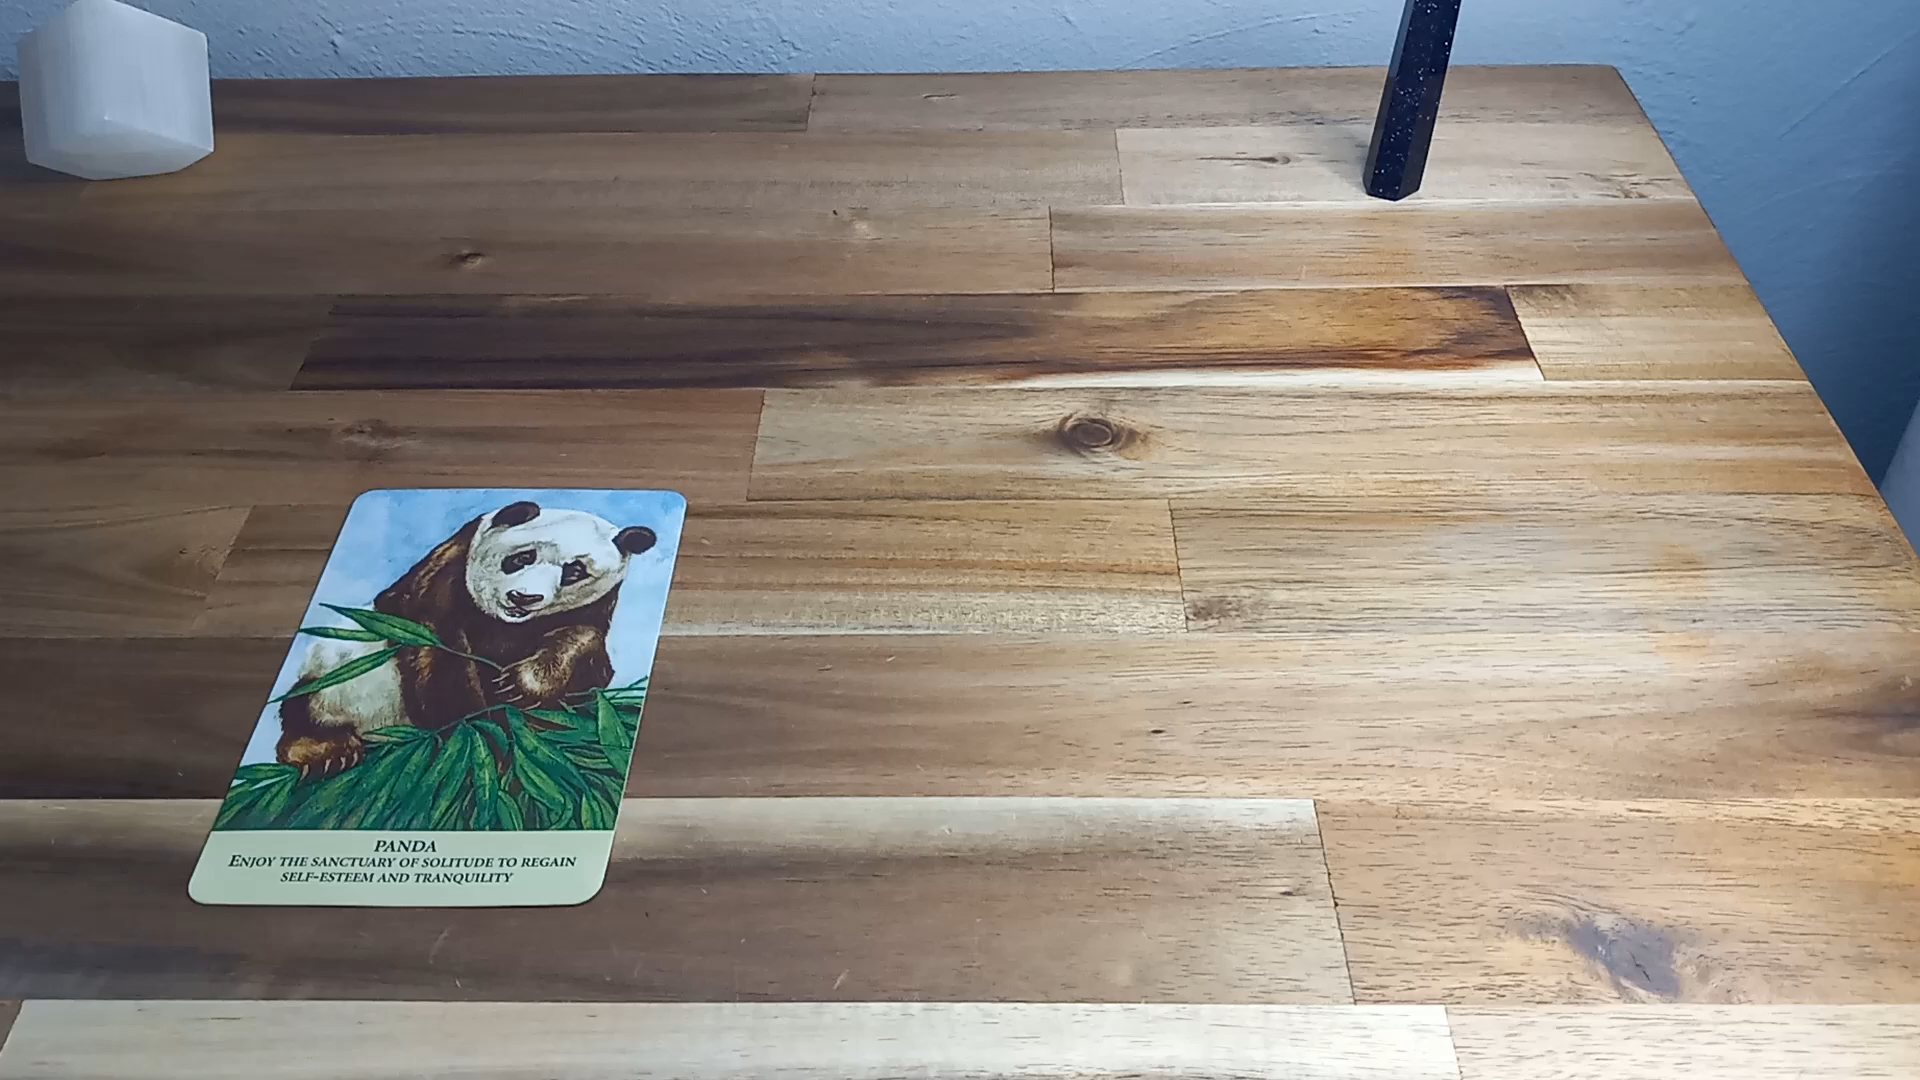 PANDA
ENJOY THE SANCTUARY OF SOLITUDE TO REGAIN
SELF-ESTEEM AND TRANQUILITY